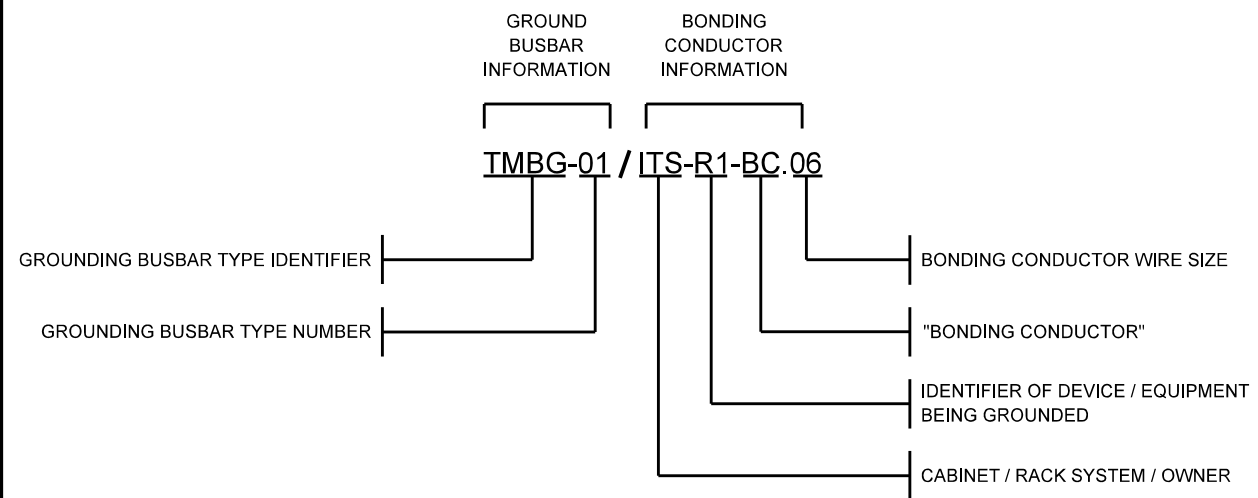 GROUND
BUSBAR
INFORMATION
BONDING
CONDUCTOR
INFORMATION
TMBG-01 / ITS-R1-BC.06
GROUNDING BUSBAR TYPE IDENTIFIER
GROUNDING BUSBAR TYPE NUMBER
BONDING CONDUCTOR WIRE SIZE
"BONDING CONDUCTOR"
IDENTIFIER OF DEVICE / EQUIPMENT
BEING GROUNDED
CABINET / RACK SYSTEM / OWNER